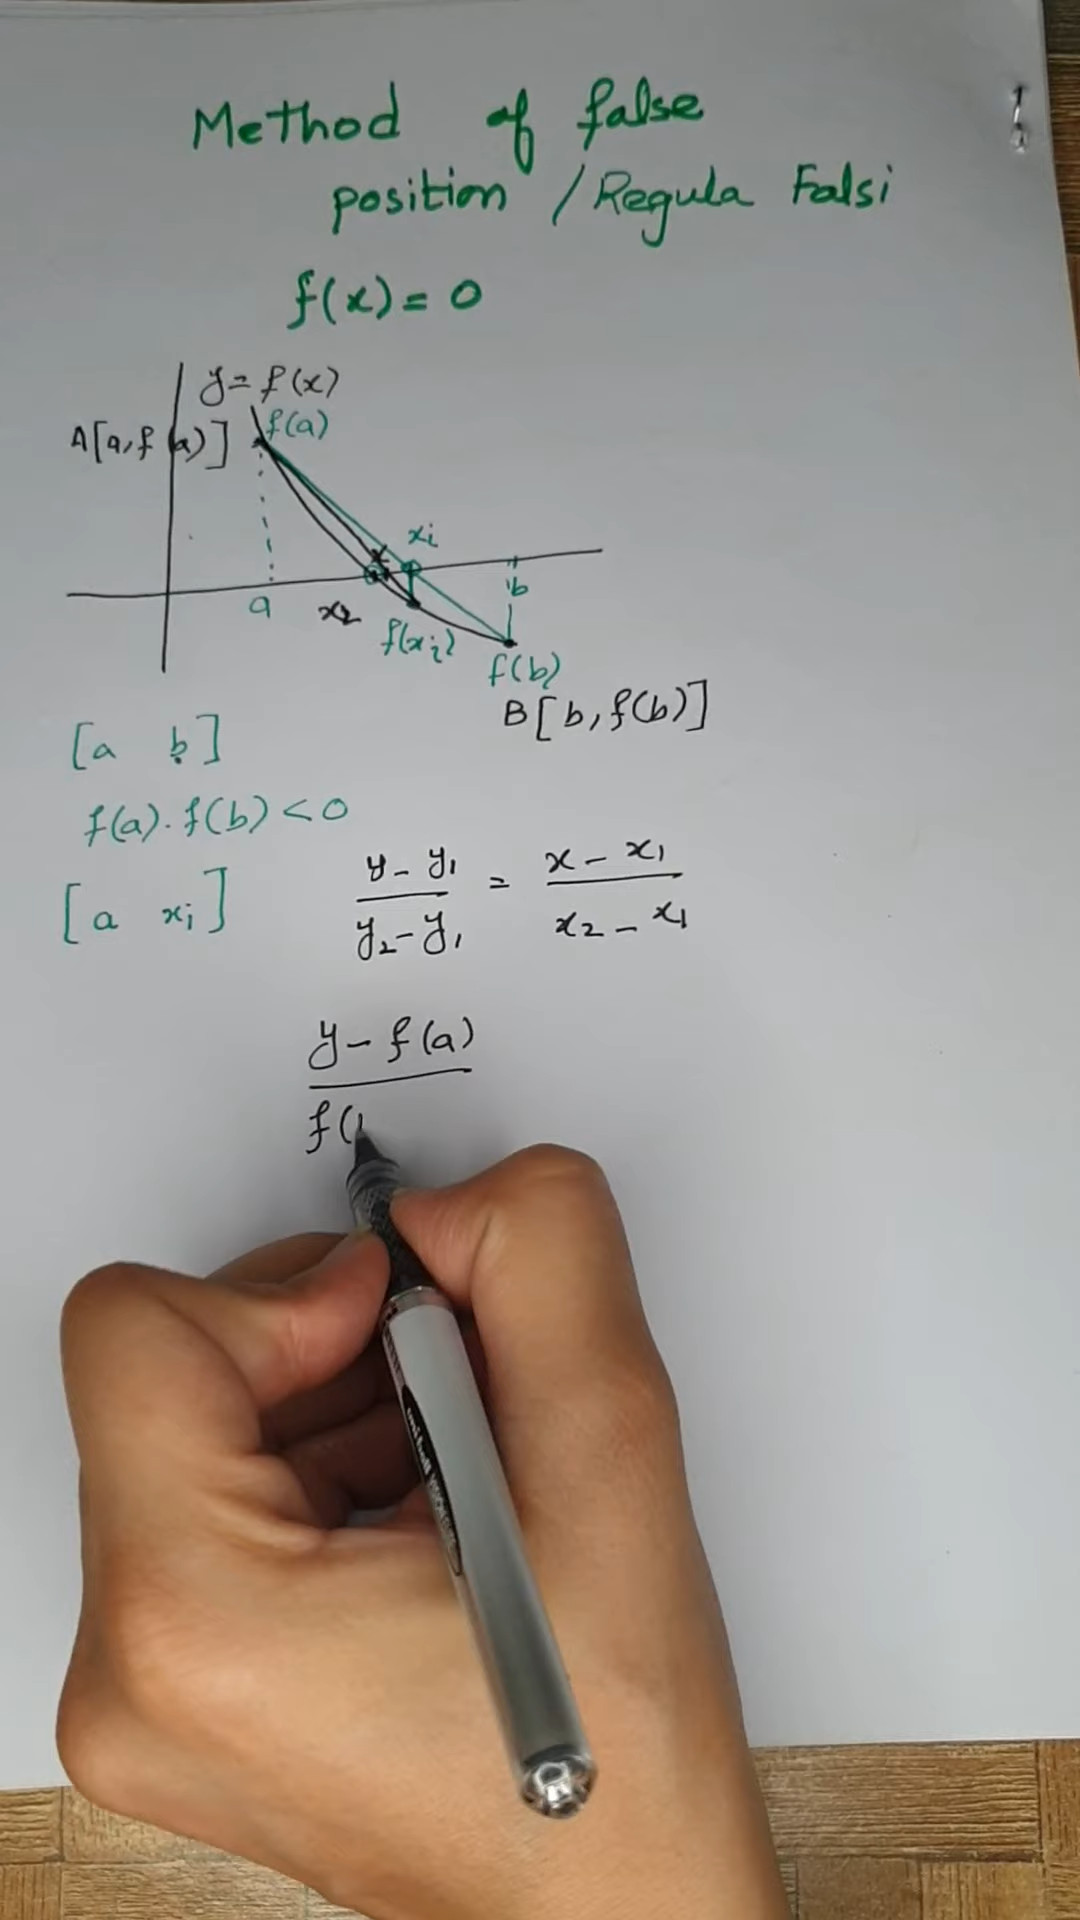 Method of false
position / Regula Falsi
f(x) = 0
y = f(x)
f(a)
A[a, f(a)]
xi
b
a
x2
f(xi)
f(b)
B[b, f(b)]
[a b]
f(a). f(b) < 0
y - y1 / y2 - y1 = x - x1 / x2 - x1
[a xi]
y - f(a)
f(